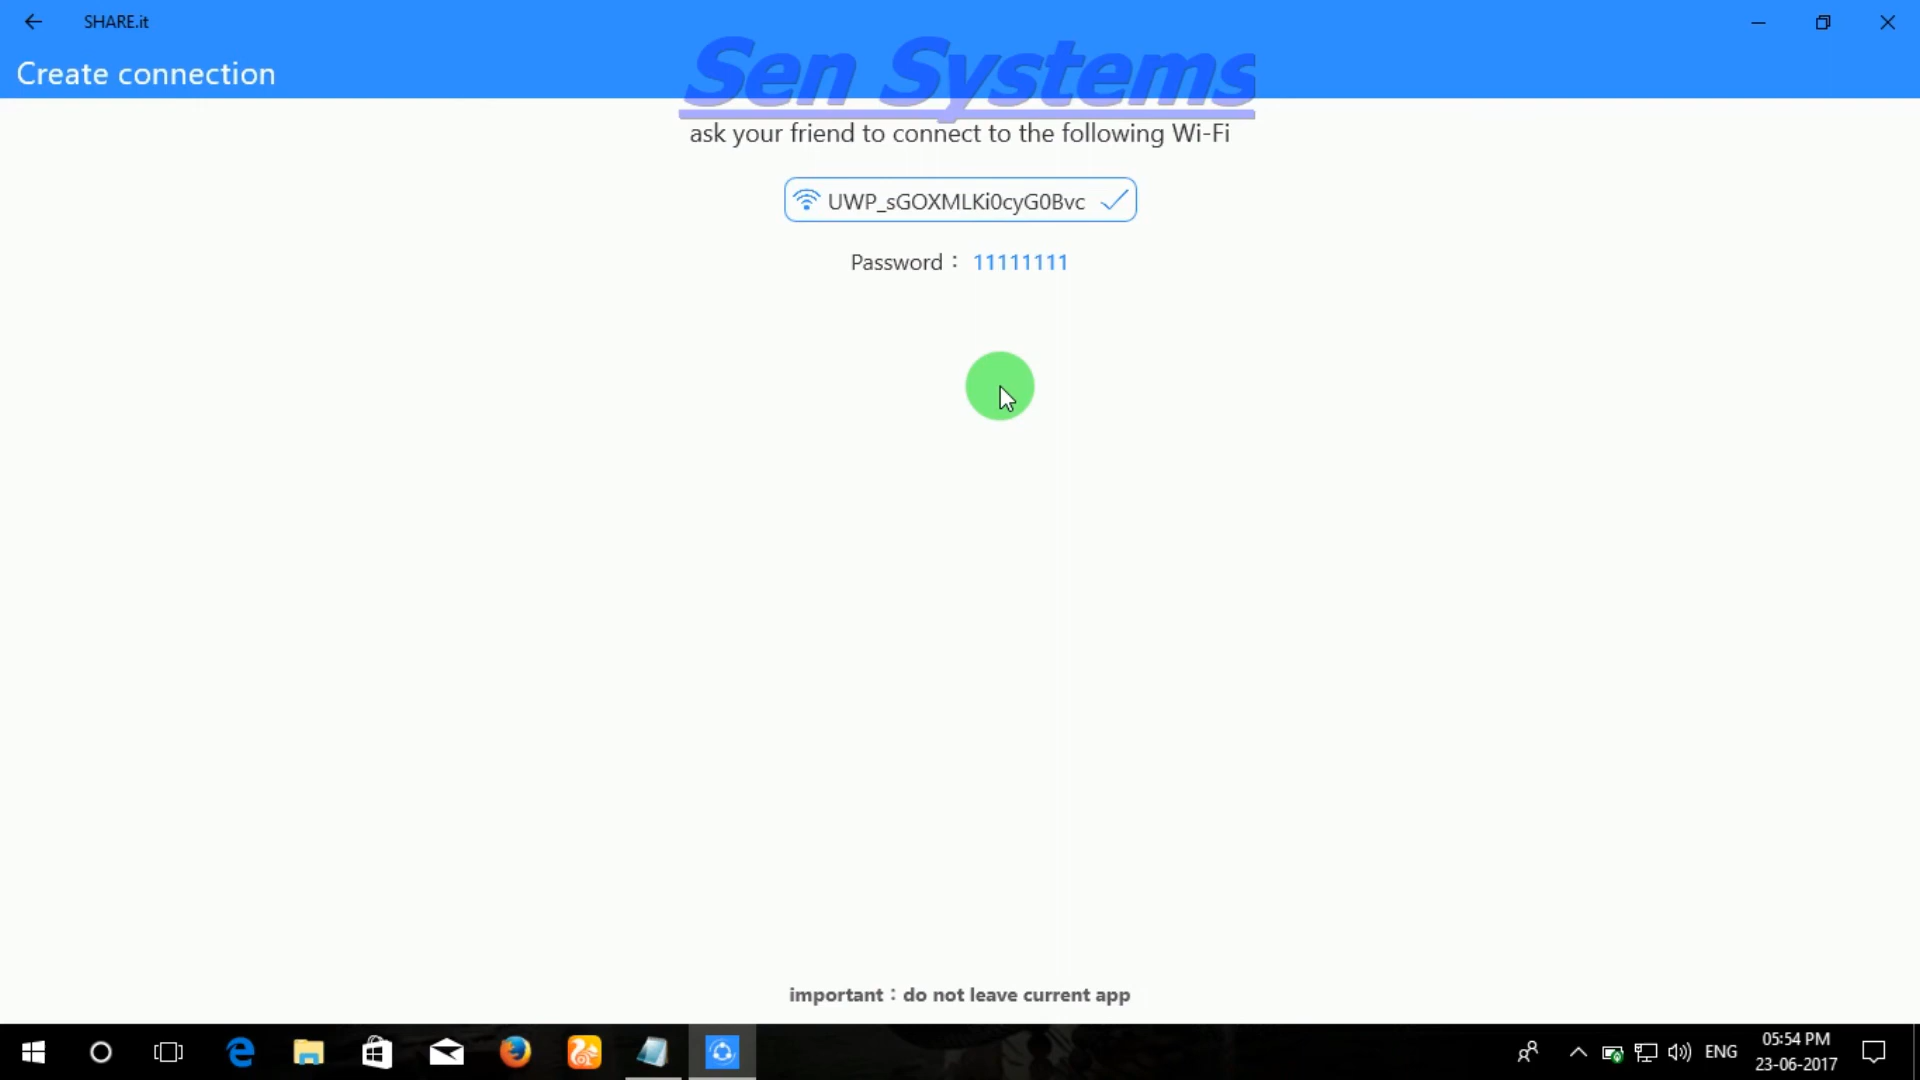 SHARE.it
Create connection
Sen Systems
ask your friend to connect to the following Wi-Fi
UWP_sGOXMLKi0cyG0Bvc
Password： 11111111
important：do not leave current app
ENG
05:54 PM
23-06-2017